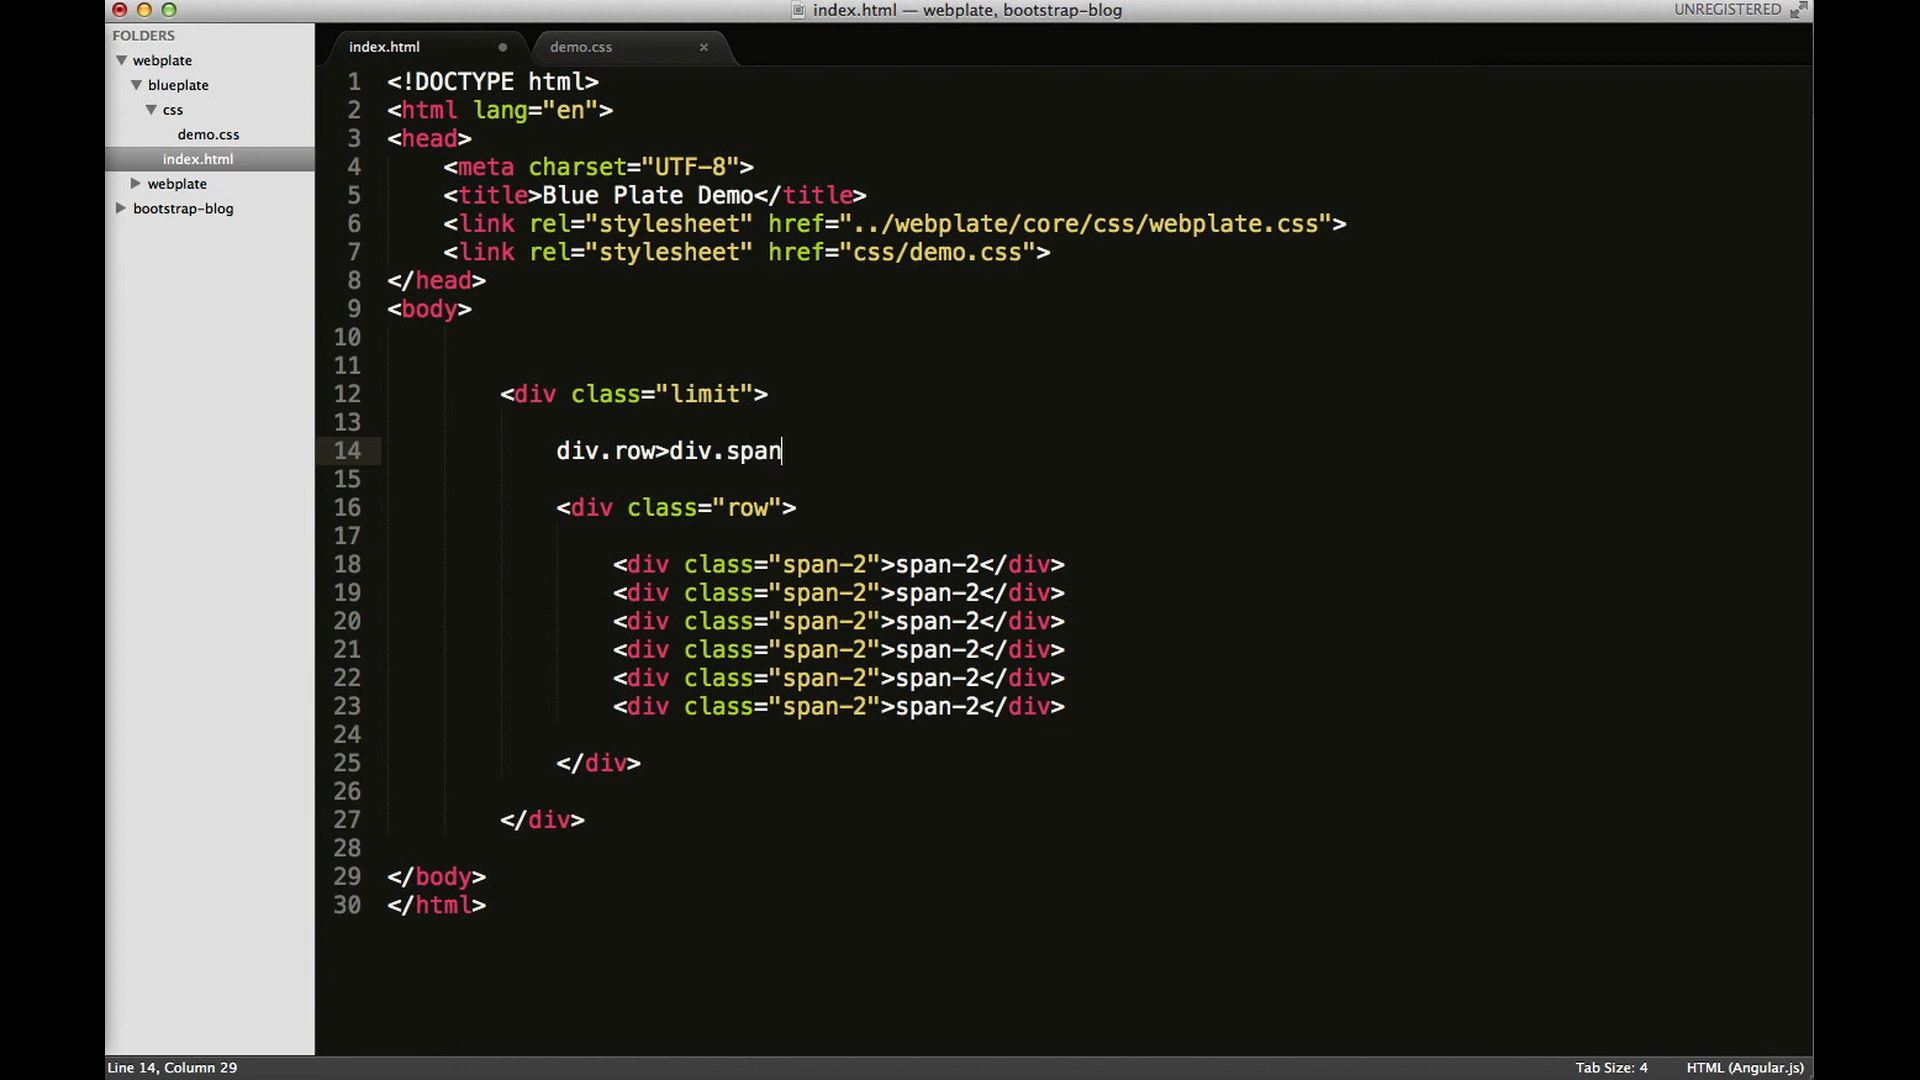 index.html — webplate, bootstrap-blog
UNREGISTERED
FOLDERS
webplate
blueplate
css
demo.css
index.html
webplate
bootstrap-blog
index.html
demo.css ×
1 <!DOCTYPE html>
2 <html lang="en">
3 <head>
4 <meta charset="UTF-8">
5 <title>Blue Plate Demo</title>
6 <link rel="stylesheet" href="../webplate/core/css/webplate.css">
7 <link rel="stylesheet" href="css/demo.css">
8 </head>
9 <body>
10
11
12 <div class="limit">
13
14 div.row>div.span
15
16 <div class="row">
17
18 <div class="span-2">span-2</div>
19 <div class="span-2">span-2</div>
20 <div class="span-2">span-2</div>
21 <div class="span-2">span-2</div>
22 <div class="span-2">span-2</div>
23 <div class="span-2">span-2</div>
24
25 </div>
26
27 </div>
28
29 </body>
30 </html>
Line 14, Column 29
Tab Size: 4
HTML (Angular.js)